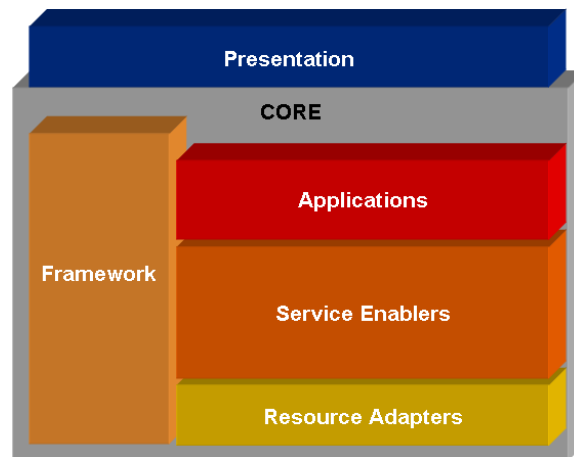 Presentation
CORE
Applications
Framework
Service Enablers
Resource Adapters